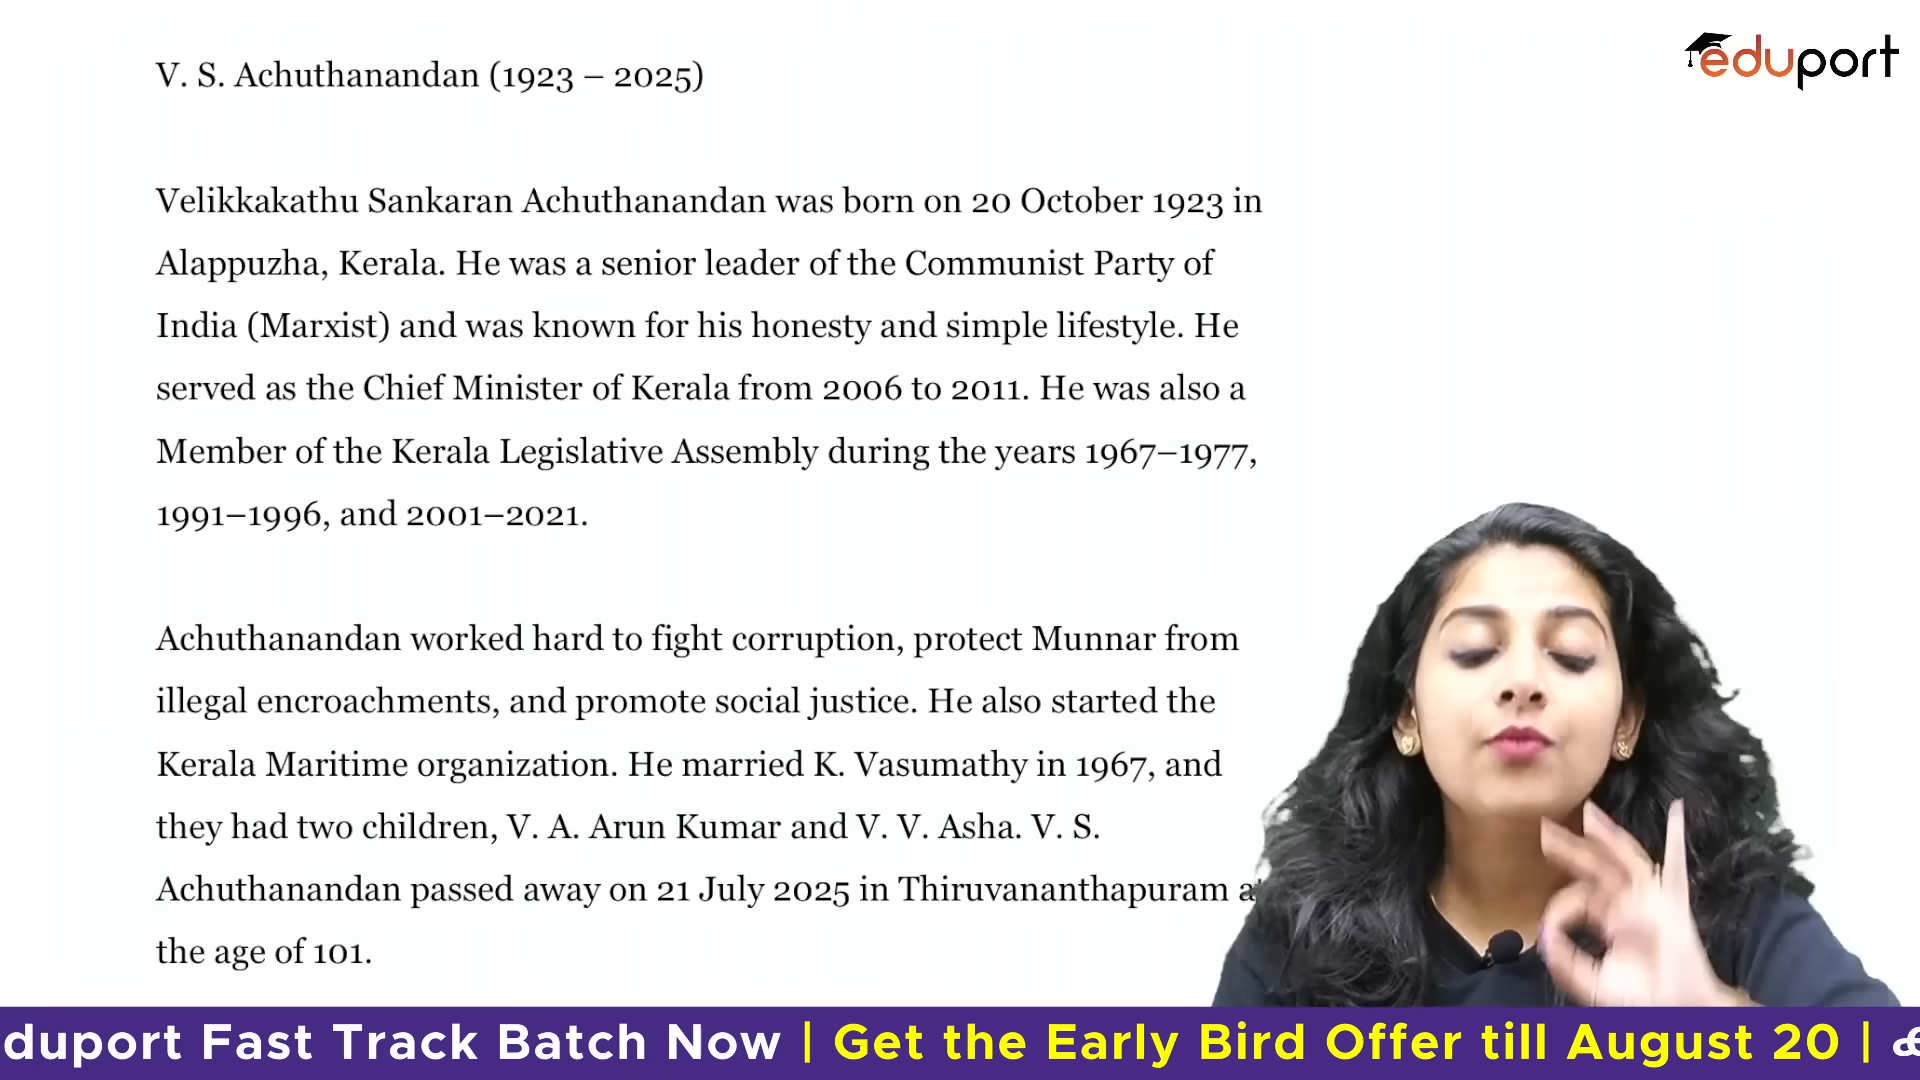 eduport
V. S. Achuthanandan (1923 – 2025)
Velikkakathu Sankaran Achuthanandan was born on 20 October 1923 in
Alappuzha, Kerala. He was a senior leader of the Communist Party of
India (Marxist) and was known for his honesty and simple lifestyle. He
served as the Chief Minister of Kerala from 2006 to 2011. He was also a
Member of the Kerala Legislative Assembly during the years 1967–1977,
1991–1996, and 2001–2021.
Achuthanandan worked hard to fight corruption, protect Munnar from
illegal encroachments, and promote social justice. He also started the
Kerala Maritime organization. He married K. Vasumathy in 1967, and
they had two children, V. A. Arun Kumar and V. V. Asha. V. S.
Achuthanandan passed away on 21 July 2025 in Thiruvananthapuram
the age of 101.
duport Fast Track Batch Now | Get the Early Bird Offer till August 20 |